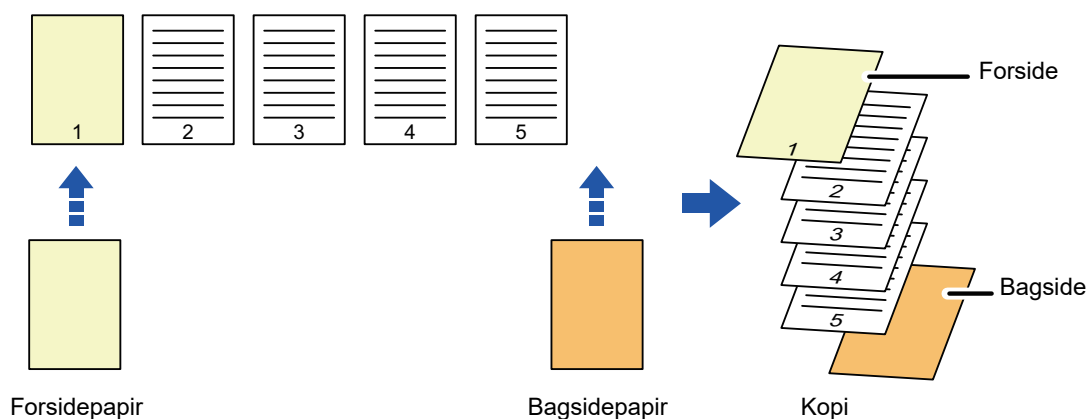 1 2 3 4 5
Forside
1
2
3
4
5
Bagside
Forsidepapir
Bagsidepapir
Kopi